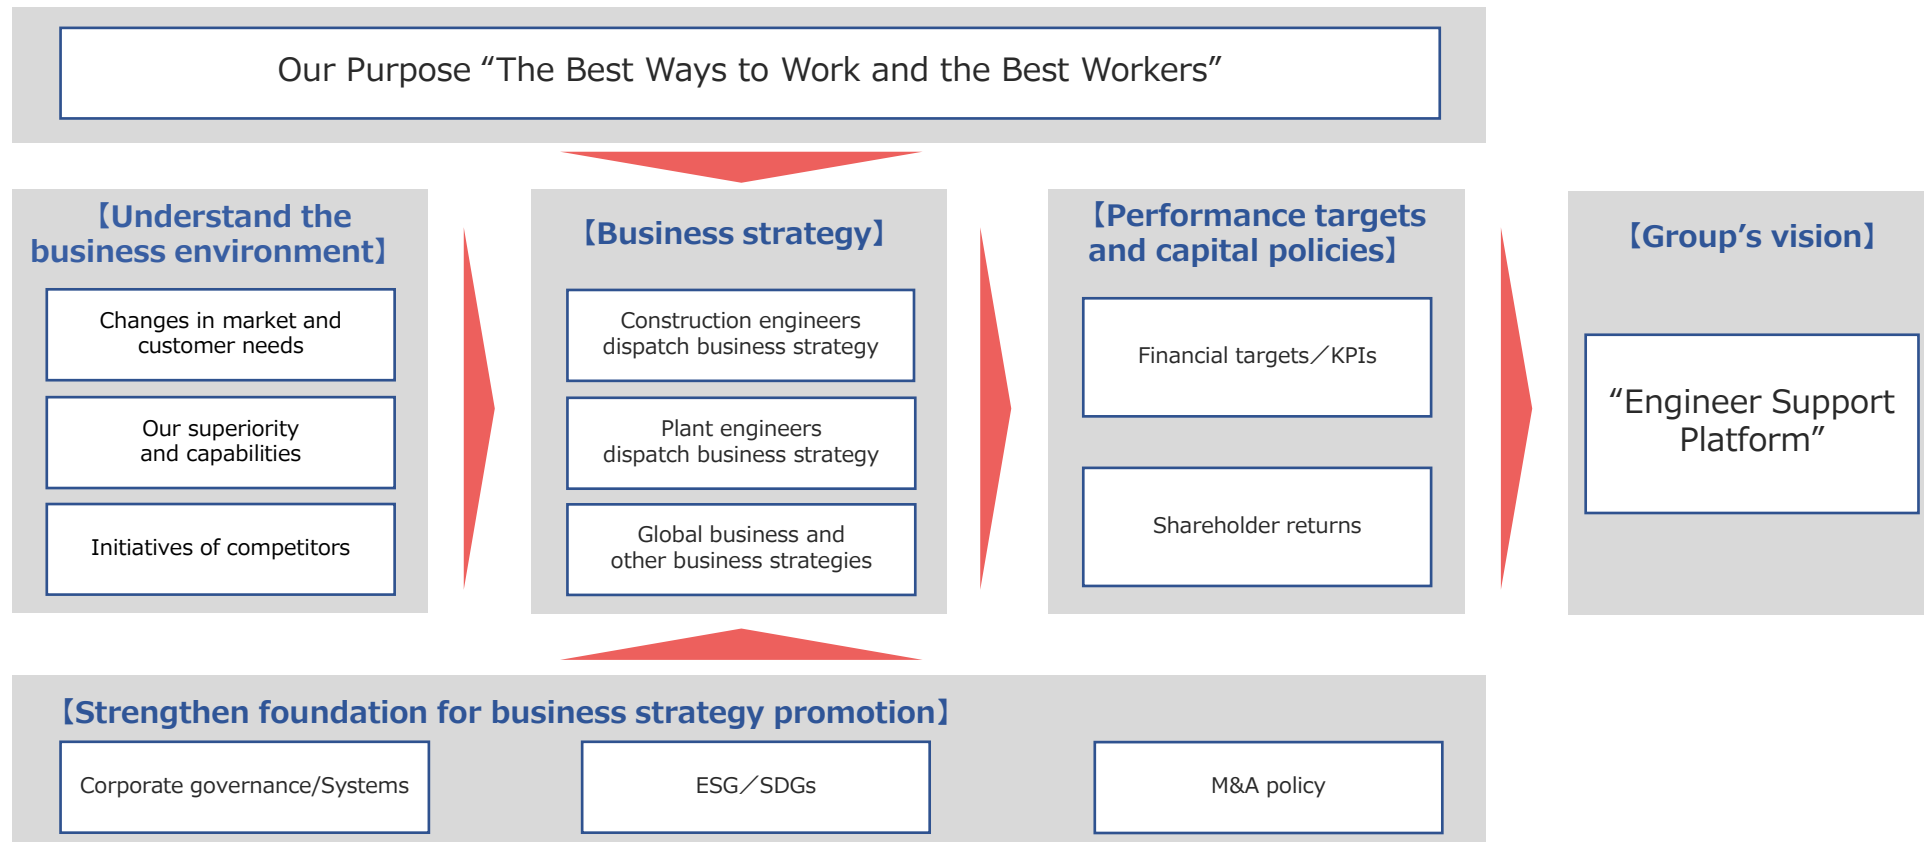 Our Purpose “The Best Ways to Work and the Best Workers”
【Understand the
business environment】
Changes in market and
customer needs
Our superiority
and capabilities
Initiatives of competitors
【Business strategy】
Construction engineers
dispatch business strategy
Plant engineers
dispatch business strategy
Global business and
other business strategies
【Performance targets
and capital policies】
Financial targets／KPIs
Shareholder returns
【Group’s vision】
“Engineer Support
Platform”
【Strengthen foundation for business strategy promotion】
Corporate governance/Systems
ESG／SDGs
M&A policy